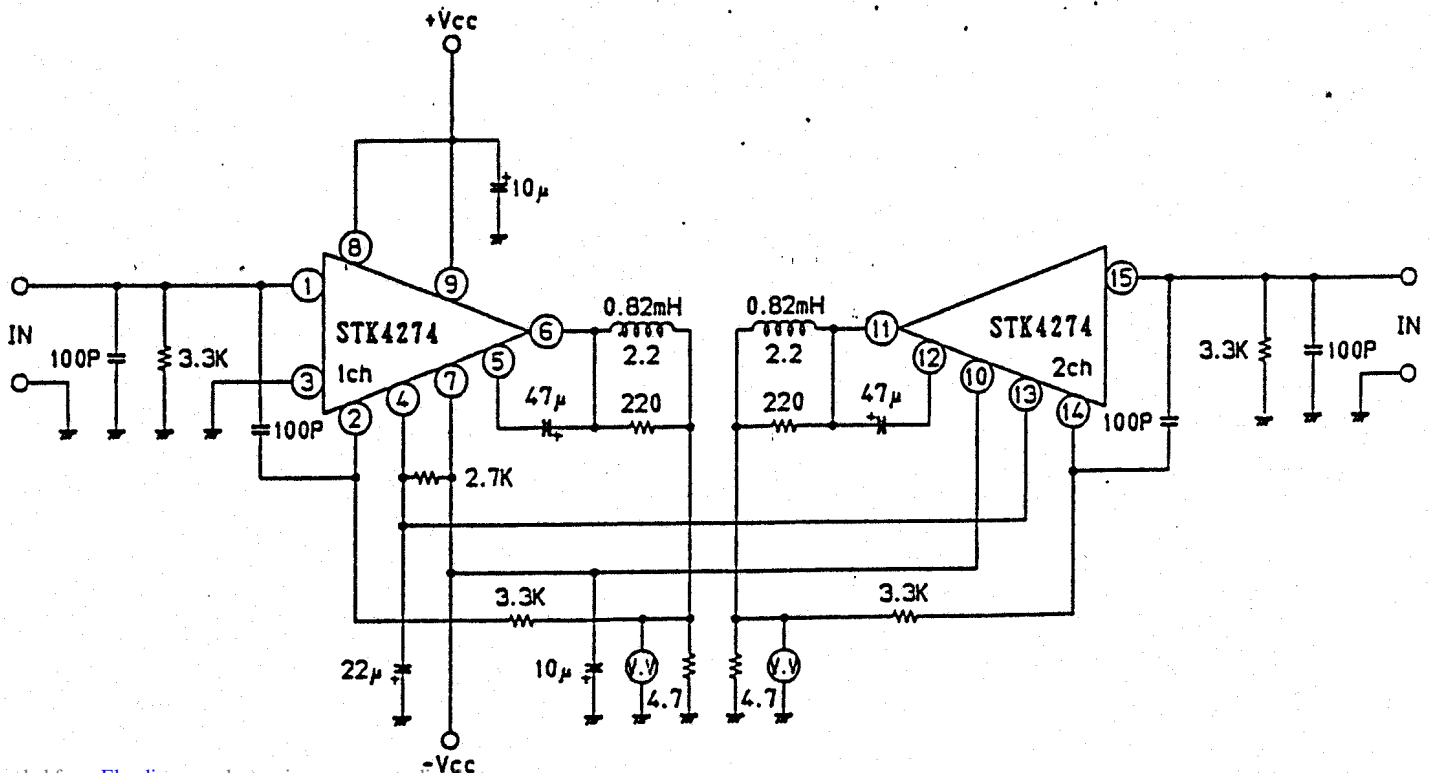 +Vcc
10μ
8
9
1
STK4274
6
0.82mH
2.2
0.82mH
2.2
11
STK4274
15
IN
100P
3.3K
3
1ch
2
4
7
5
47μ
220
220
47μ
12
10
13
2ch
14
3.3K
100P
IN
100P
100P
2.7K
3.3K
3.3K
22μ
10μ
V.V
4.7
4.7
V.V
-Vcc